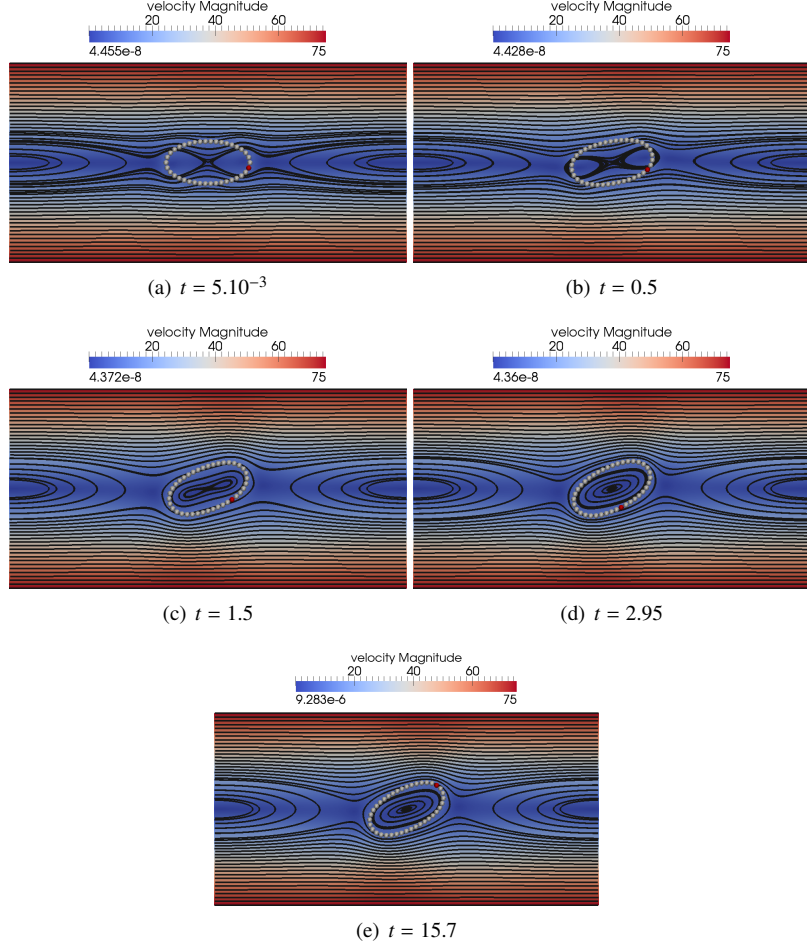 velocity Magnitude
20 40 60
4.455e-8 75
(a) t = 5.10⁻³
velocity Magnitude
20 40 60
4.428e-8 75
(b) t = 0.5
velocity Magnitude
20 40 60
4.372e-8 75
(c) t = 1.5
velocity Magnitude
20 40 60
4.36e-8 75
(d) t = 2.95
velocity Magnitude
20 40 60
9.283e-6 75
(e) t = 15.7